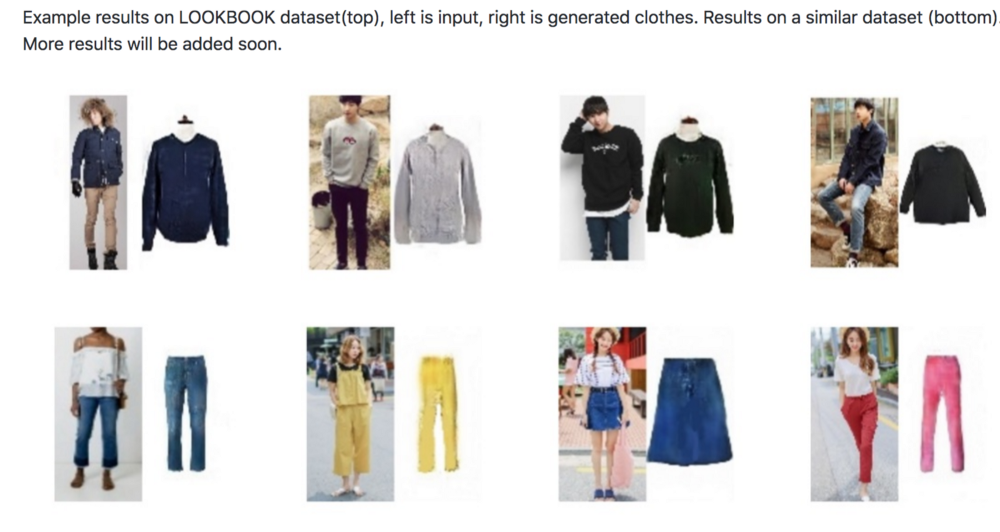 Example results on LOOKBOOK dataset(top), left is input, right is generated clothes. Results on a similar dataset (bottom).
More results will be added soon.